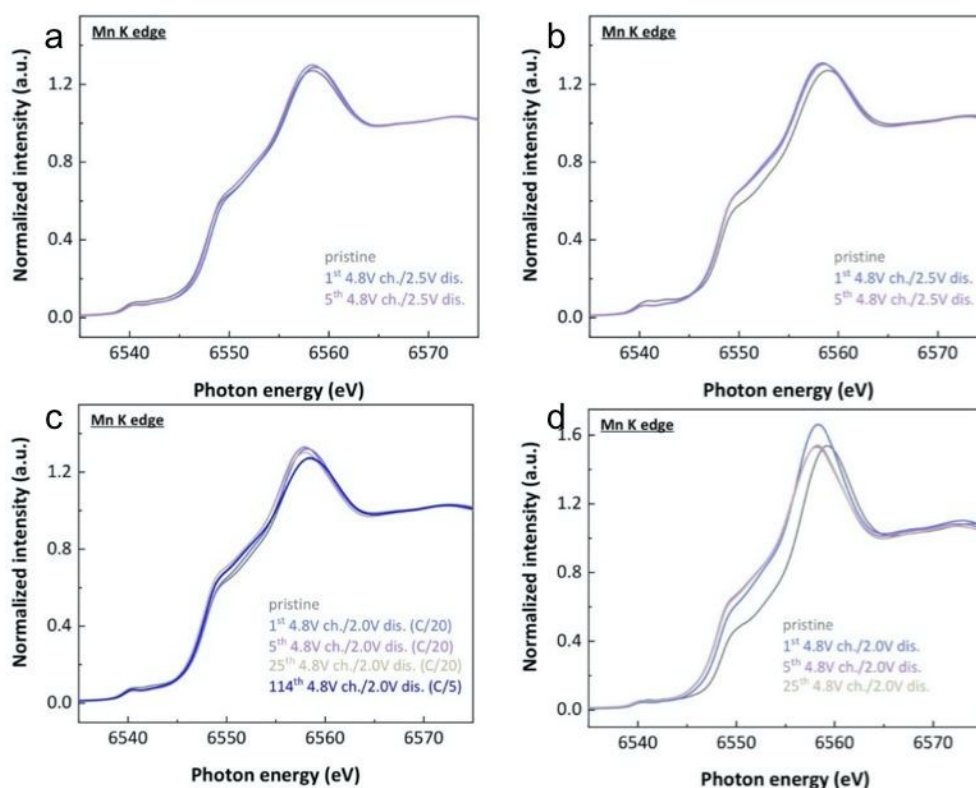 a
Mn K edge
Normalized intensity (a.u.)
1.2
0.8
0.4
0.0
pristine
1st 4.8V ch./2.5V dis.
5th 4.8V ch./2.5V dis.
6540 6550 6560 6570
Photon energy (eV)
b
Mn K edge
Normalized intensity (a.u.)
1.2
0.8
0.4
0.0
pristine
1st 4.8V ch./2.5V dis.
5th 4.8V ch./2.5V dis.
6540 6550 6560 6570
Photon energy (eV)
c
Mn K edge
Normalized intensity (a.u.)
1.2
0.8
0.4
0.0
pristine
1st 4.8V ch./2.0V dis. (C/20)
5th 4.8V ch./2.0V dis. (C/20)
25th 4.8V ch./2.0V dis. (C/20)
114th 4.8V ch./2.0V dis. (C/5)
6540 6550 6560 6570
Photon energy (eV)
d
Mn K edge
Normalized intensity (a.u.)
1.6
1.2
0.8
0.4
0.0
pristine
1st 4.8V ch./2.0V dis.
5th 4.8V ch./2.0V dis.
25th 4.8V ch./2.0V dis.
6540 6550 6560 6570
Photon energy (eV)